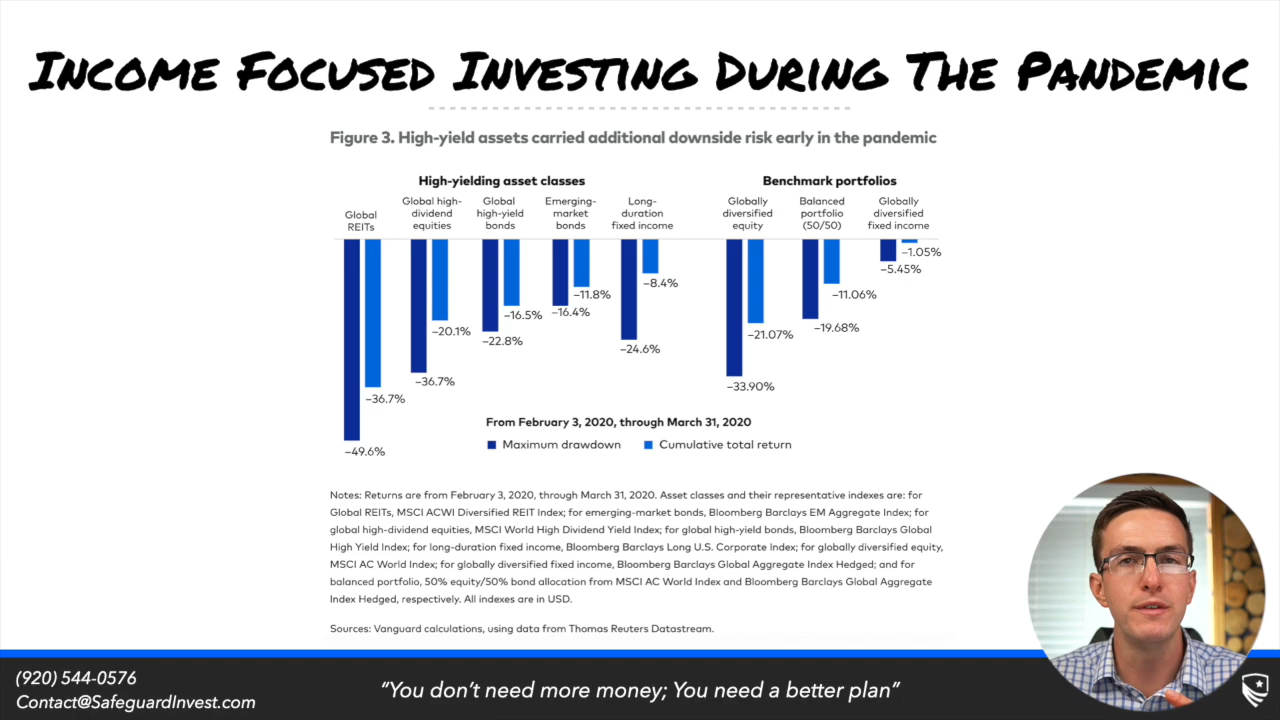 INCOME FOCUSED INVESTING DURING THE PANDEMIC
Figure 3. High-yield assets carried additional downside risk early in the pandemic
High-yielding asset classes
Global
REITs
Global high-
dividend
equities
Global
high-yield
bonds
Emerging-
market
bonds
Long-
duration
fixed income
Benchmark portfolios
Globally
diversified
equity
Balanced
portfolio
(50/50)
Globally
diversified
fixed income
–49.6%
–36.7%
–36.7%
–20.1%
–22.8%
–16.5%
–16.4%
–11.8%
–24.6%
–8.4%
–33.90%
–21.07%
–19.68%
–11.06%
–5.45%
–1.05%
From February 3, 2020, through March 31, 2020
Maximum drawdown
Cumulative total return
Notes: Returns are from February 3, 2020, through March 31, 2020. Asset classes and their representative indexes are: for
Global REITs, MSCI ACWI Diversified REIT Index; for emerging-market bonds, Bloomberg Barclays EM Aggregate Index; for
global high-dividend equities, MSCI World High Dividend Yield Index; for global high-yield bonds, Bloomberg Barclays Global
High Yield Index; for long-duration fixed income, Bloomberg Barclays Long U.S. Corporate Index; for globally diversified equity,
MSCI AC World Index; for globally diversified fixed income, Bloomberg Barclays Global Aggregate Index Hedged; and for
balanced portfolio, 50% equity/50% bond allocation from MSCI AC World Index and Bloomberg Barclays Global Aggregate
Index Hedged, respectively. All indexes are in USD.
Sources: Vanguard calculations, using data from Thomas Reuters Datastream.
(920) 544-0576
Contact@SafeguardInvest.com
"You don't need more money; You need a better plan"